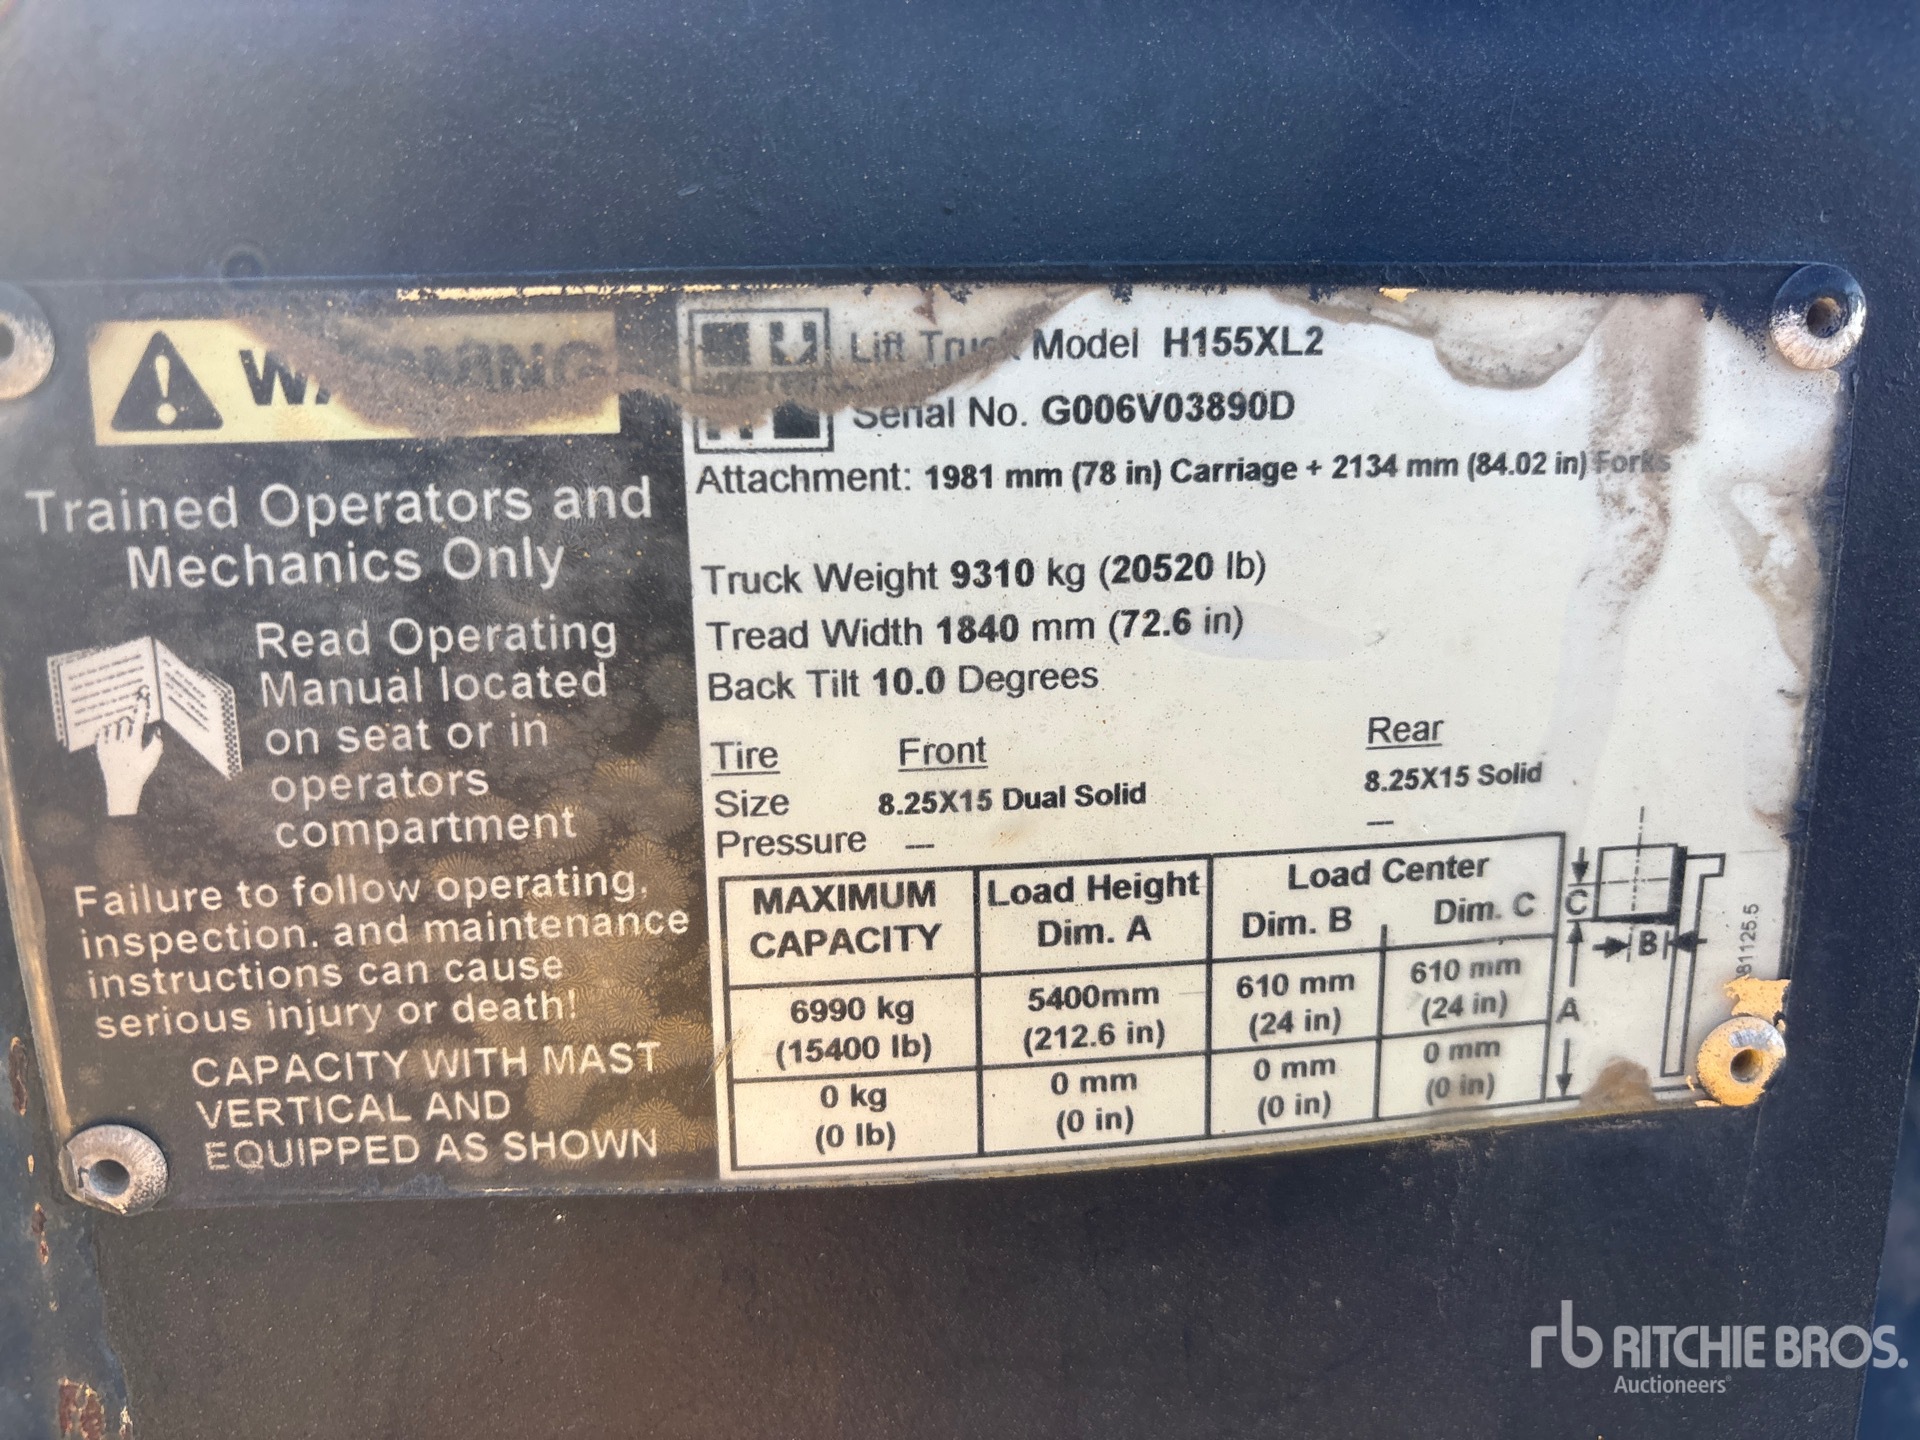 WARNING
Trained Operators and
Mechanics Only
Read Operating
Manual located
on seat or in
operators
compartment
Failure to follow operating,
inspection, and maintenance
instructions can cause
serious injury or death!
CAPACITY WITH MAST
VERTICAL AND
EQUIPPED AS SHOWN
Lift Truck Model H155XL2
Serial No. G006V03890D
Attachment: 1981 mm (78 in) Carriage + 2134 mm (84.02 in) Forks
Truck Weight 9310 kg (20520 lb)
Tread Width 1840 mm (72.6 in)
Back Tilt 10.0 Degrees
Tire Front Rear
Size 8.25X15 Dual Solid 8.25X15 Solid
Pressure — —
MAXIMUM CAPACITY
Load Height Dim. A
Load Center
Dim. B Dim. C
6990 kg 5400mm 610 mm 610 mm
(15400 lb) (212.6 in) (24 in) (24 in)
0 kg 0 mm 0 mm 0 mm
(0 lb) (0 in) (0 in) (0 in)
C
B
A
81125.5
rb RITCHIE BROS.
Auctioneers